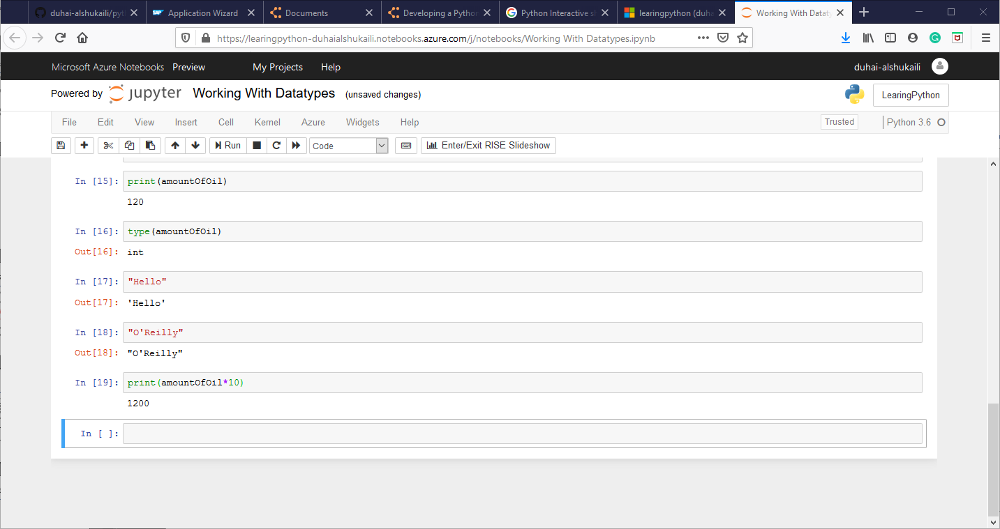 duhai-alshukaili/pyt Application Wizard Documents Developing a Python Python Interactive s learingpython (duha Working With Dataty
https://learingpython-duhaialshukaili.notebooks.azure.com/j/notebooks/Working With Datatypes.ipynb
Microsoft Azure Notebooks Preview My Projects Help duhai-alshukaili
Powered by jupyter Working With Datatypes (unsaved changes) LearingPython
File Edit View Insert Cell Kernel Azure Widgets Help Trusted Python 3.6
Run Code Enter/Exit RISE Slideshow
In [15]: print(amountOfOil)
120
In [16]: type(amountOfOil)
Out[16]: int
In [17]: "Hello"
Out[17]: 'Hello'
In [18]: "O'Reilly"
Out[18]: "O'Reilly"
In [19]: print(amountOfOil*10)
1200
In [ ]: